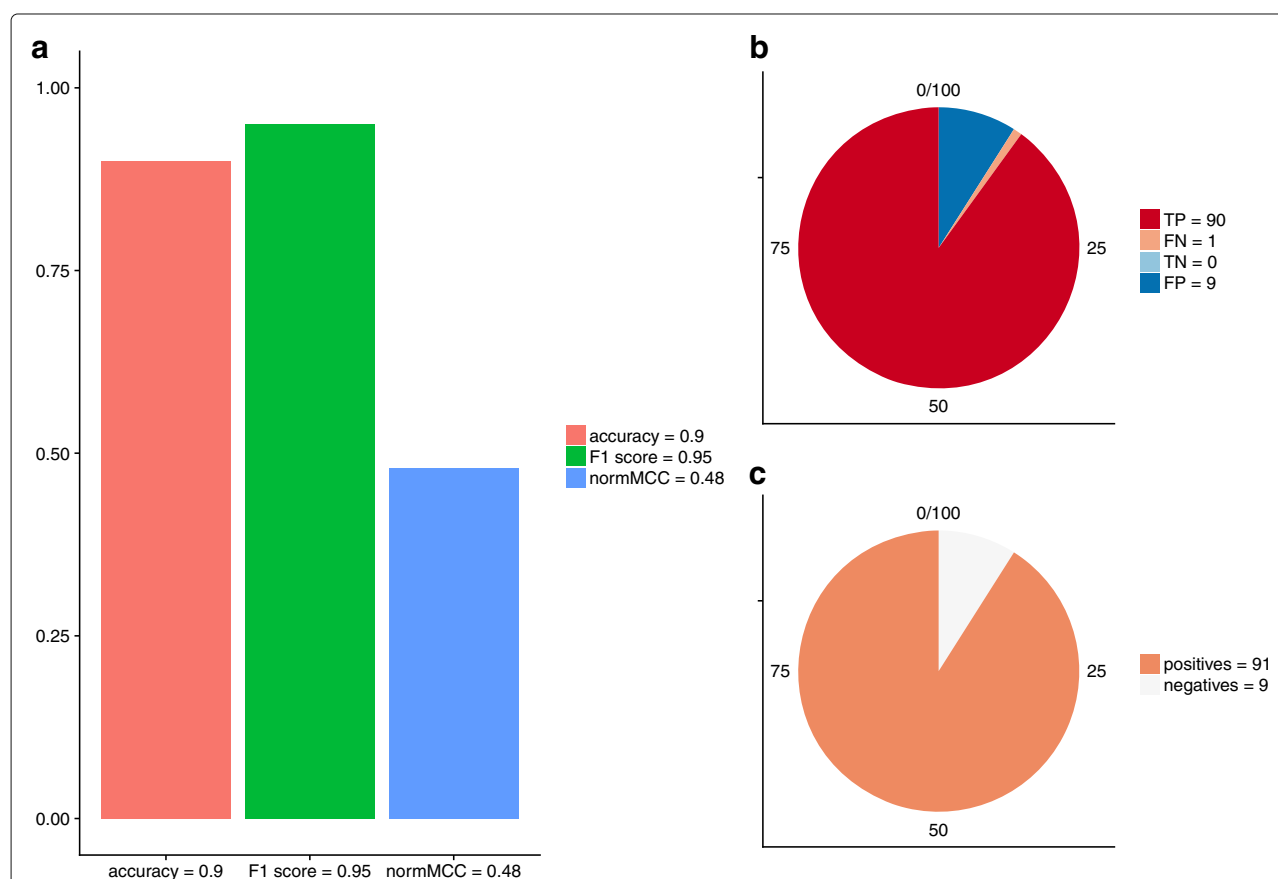 a
1.00
0.75
0.50
0.25
0.00
accuracy = 0.9
F1 score = 0.95
normMCC = 0.48
accuracy = 0.9 F1 score = 0.95 normMCC = 0.48
b
0/100
75
25
50
TP = 90
FN = 1
TN = 0
FP = 9
c
0/100
75
25
50
positives = 91
negatives = 9